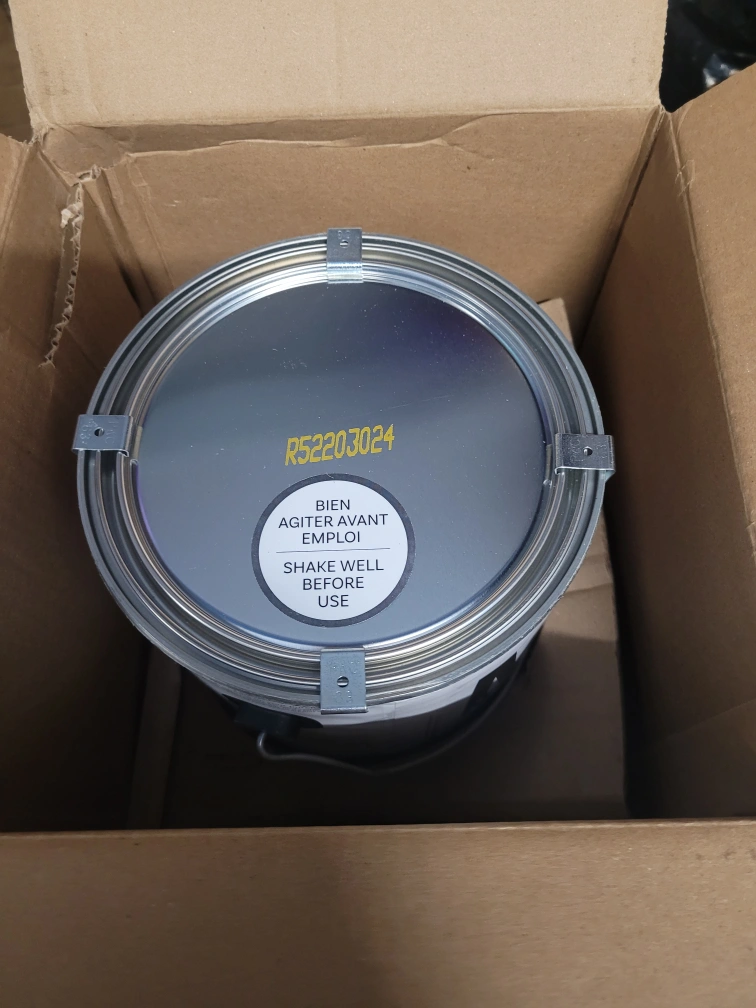 R52203024
BIEN
AGITER AVANT
EMPLOI
SHAKE WELL
BEFORE
USE